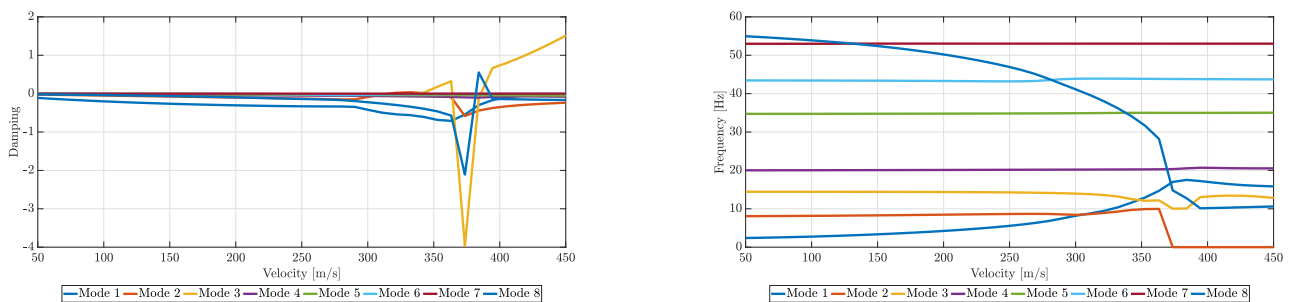 2
1
0
-1
-2
-3
-4
Damping
50 100 150 200 250 300 350 400 450
Velocity [m/s]
Mode 1 Mode 2 Mode 3 Mode 4 Mode 5 Mode 6 Mode 7 Mode 8
60
50
40
30
20
10
0
Frequency [Hz]
50 100 150 200 250 300 350 400 450
Velocity [m/s]
Mode 1 Mode 2 Mode 3 Mode 4 Mode 5 Mode 6 Mode 7 Mode 8